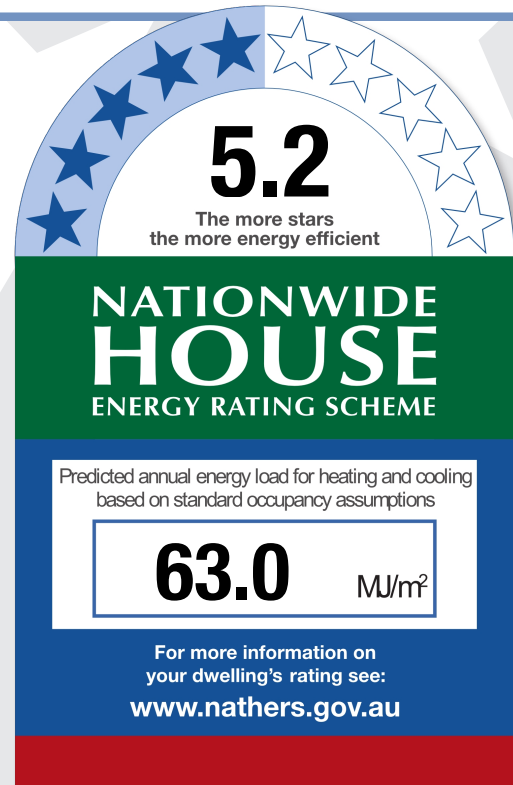 5.2
The more stars
the more energy efficient
NATIONWIDE
HOUSE
ENERGY RATING SCHEME
Predicted annual energy load for heating and cooling
based on standard occupancy assumptions
63.0 MJ/m²
For more information on
your dwelling's rating see:
www.nathers.gov.au